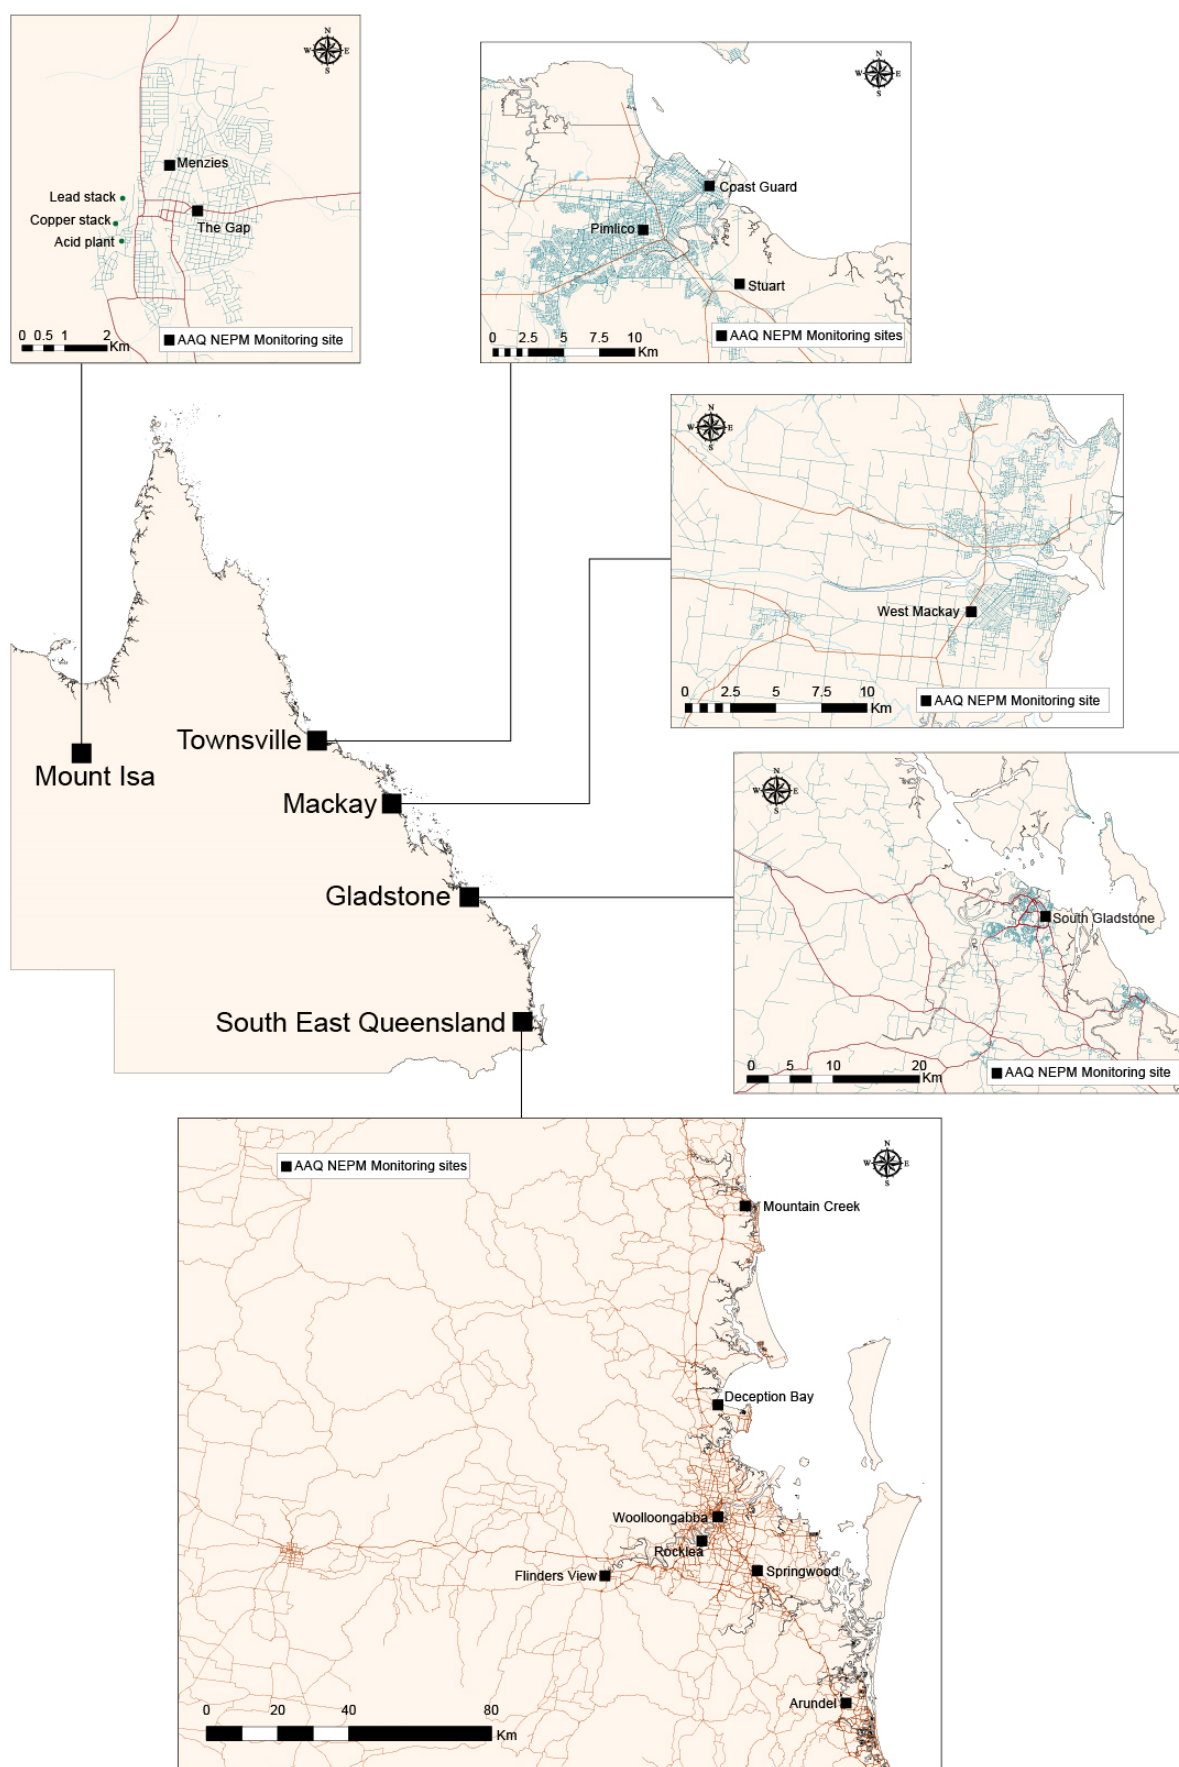 N
W E
S
Menzies
Lead stack
The Gap
Copper stack
Acid plant
0 0.5 1 2
Km
AAQ NEPM Monitoring site
N
W E
S
Coast Guard
Pimlico
Stuart
0 2.5 5 7.5 10
Km
AAQ NEPM Monitoring sites
N
W E
S
West Mackay
0 2.5 5 7.5 10
Km
AAQ NEPM Monitoring site
Townsville
Mount Isa
Mackay
Gladstone
South East Queensland
N
W E
S
South Gladstone
0 5 10 20
Km
AAQ NEPM Monitoring site
AAQ NEPM Monitoring sites
N
W E
S
Mountain Creek
Deception Bay
Woolloongabba
Rocklea
Flinders View
Springwood
Arundel
0 20 40 80
Km